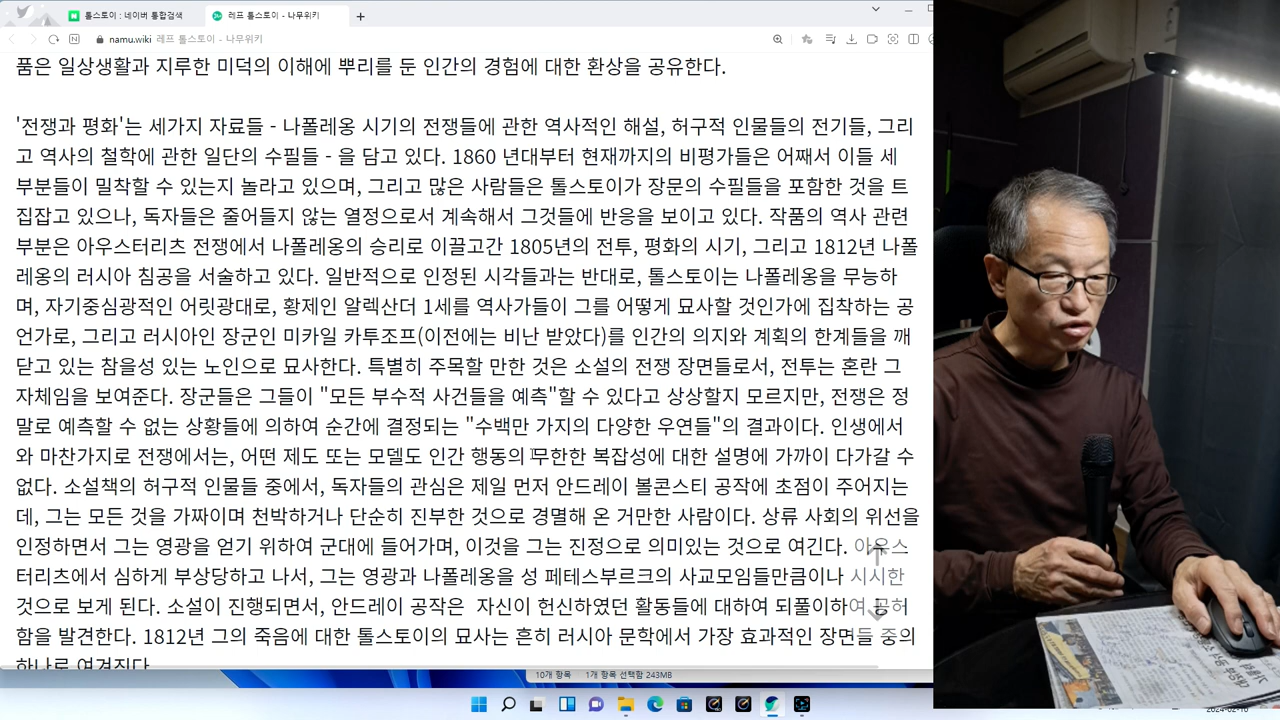 톨스토이 : 네이버 통합검색
레프 톨스토이 - 나무위키
namu.wiki 레프 톨스토이 - 나무위키
품은 일상생활과 지루한 미덕의 이해에 뿌리를 둔 인간의 경험에 대한 환상을 공유한다.
'전쟁과 평화'는 세가지 자료들 - 나폴레옹 시기의 전쟁들에 관한 역사적인 해설, 허구적 인물들의 전기들, 그리
고 역사의 철학에 관한 일단의 수필들 - 을 담고 있다. 1860 년대부터 현재까지의 비평가들은 어째서 이들 세
부분들이 밀착할 수 있는지 놀라고 있으며, 그리고 많은 사람들은 톨스토이가 장문의 수필들을 포함한 것을 트
집잡고 있으나, 독자들은 줄어들지 않는 열정으로서 계속해서 그것들에 반응을 보이고 있다. 작품의 역사 관련
부분은 아우스터리츠 전쟁에서 나폴레옹의 승리로 이끌고간 1805년의 전투, 평화의 시기, 그리고 1812년 나폴
레옹의 러시아 침공을 서술하고 있다. 일반적으로 인정된 시각들과는 반대로, 톨스토이는 나폴레옹을 무능하
며, 자기중심광적인 어릿광대로, 황제인 알렉산더 1세를 역사가들이 그를 어떻게 묘사할 것인가에 집착하는 공
언가로, 그리고 러시아인 장군인 미카일 카투조프(이전에는 비난 받았다)를 인간의 의지와 계획의 한계들을 깨
닫고 있는 참을성 있는 노인으로 묘사한다. 특별히 주목할 만한 것은 소설의 전쟁 장면들로서, 전투는 혼란 그
자체임을 보여준다. 장군들은 그들이 "모든 부수적 사건들을 예측"할 수 있다고 상상할지 모르지만, 전쟁은 정
말로 예측할 수 없는 상황들에 의하여 순간에 결정되는 "수백만 가지의 다양한 우연들"의 결과이다. 인생에서
와 마찬가지로 전쟁에서는, 어떤 제도 또는 모델도 인간 행동의 무한한 복잡성에 대한 설명에 가까이 다가갈 수
없다. 소설책의 허구적 인물들 중에서, 독자들의 관심은 제일 먼저 안드레이 볼콘스티 공작에 초점이 주어지는
데, 그는 모든 것을 가짜이며 천박하거나 단순히 진부한 것으로 경멸해 온 거만한 사람이다. 상류 사회의 위선을
인정하면서 그는 영광을 얻기 위하여 군대에 들어가며, 이것을 그는 진정으로 의미있는 것으로 여긴다. 아우스
터리츠에서 심하게 부상당하고 나서, 그는 영광과 나폴레옹을 성 페테스부르크의 사교모임들만큼이나 시시한
것으로 보게 된다. 소설이 진행되면서, 안드레이 공작은 자신이 헌신하였던 활동들에 대하여 되풀이하여 공허
함을 발견한다. 1812년 그의 죽음에 대한 톨스토이의 묘사는 흔히 러시아 문학에서 가장 효과적인 장면들 중의
하나로 여겨진다
10개 항목 1개 항목 선택함 243MB